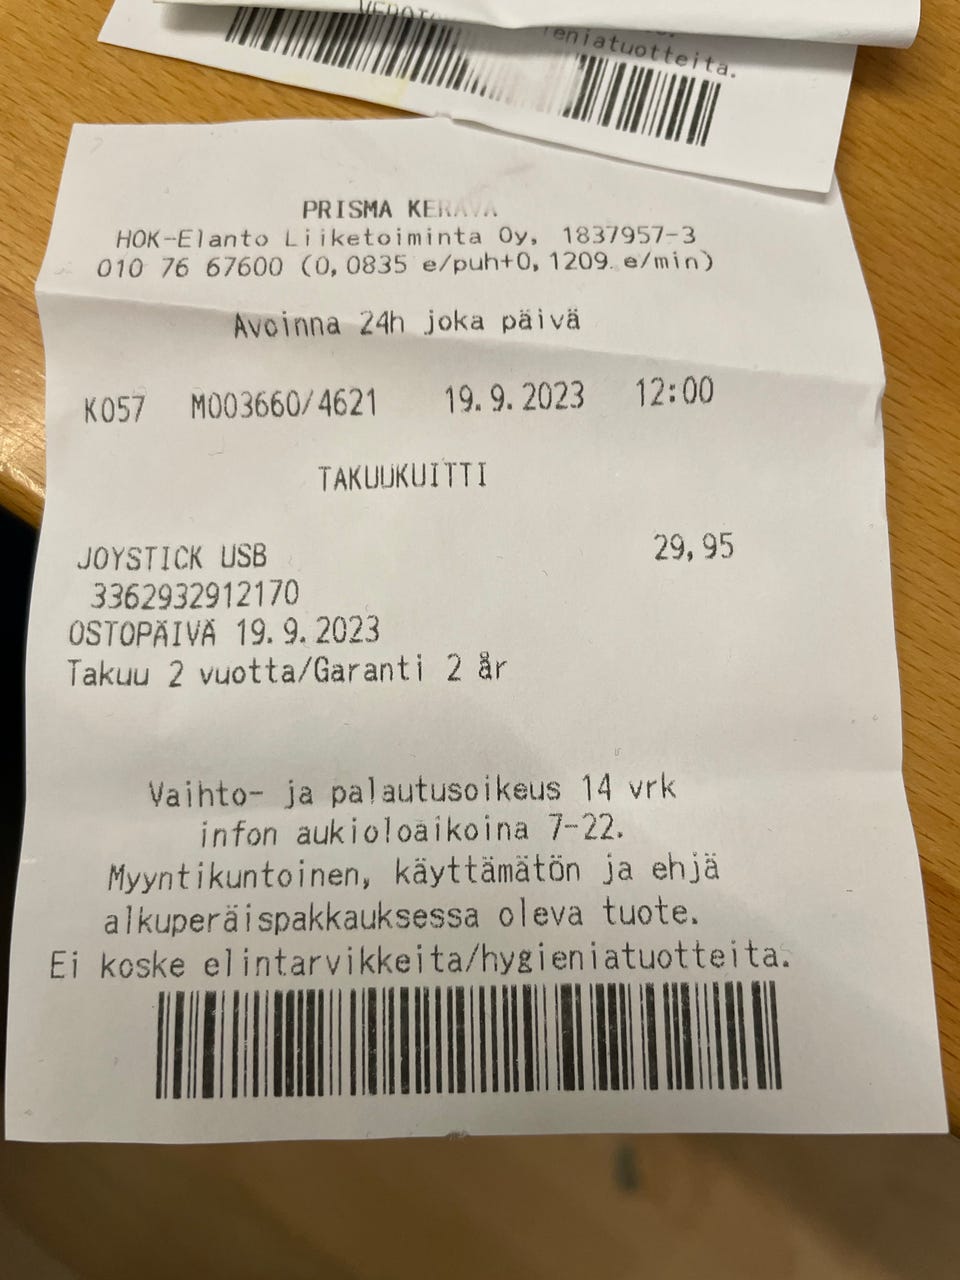 eniatuotteita.
PRISMA KERAVA
HOK-Elanto Liiketoiminta Oy, 1837957-3
010 76 67600 (0,0835 e/puh+0,1209 e/min)
Avoinna 24h joka päivä
K057 M003660/4621 19.9.2023 12:00
TAKUUKUITTI
JOYSTICK USB 29,95
3362932912170
OSTOPÄIVÄ 19.9.2023
Takuu 2 vuotta/Garanti 2 år
Vaihto- ja palautusoikeus 14 vrk
infon aukioloaikoina 7-22.
Myyntikuntoinen, käyttämätön ja ehjä
alkuperäispakkauksessa oleva tuote.
Ei koske elintarvikkeita/hygieniatuotteita.